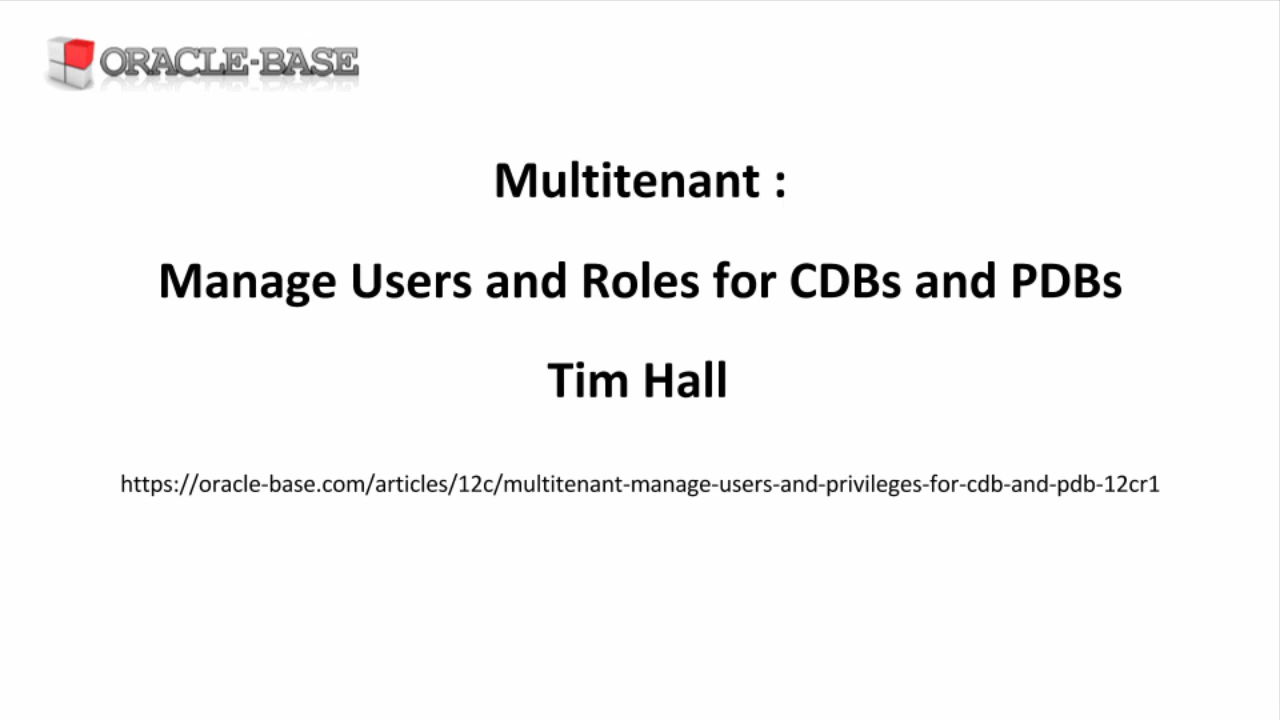 ORACLE-BASE
Multitenant :
Manage Users and Roles for CDBs and PDBs
Tim Hall
https://oracle-base.com/articles/12c/multitenant-manage-users-and-privileges-for-cdb-and-pdb-12cr1